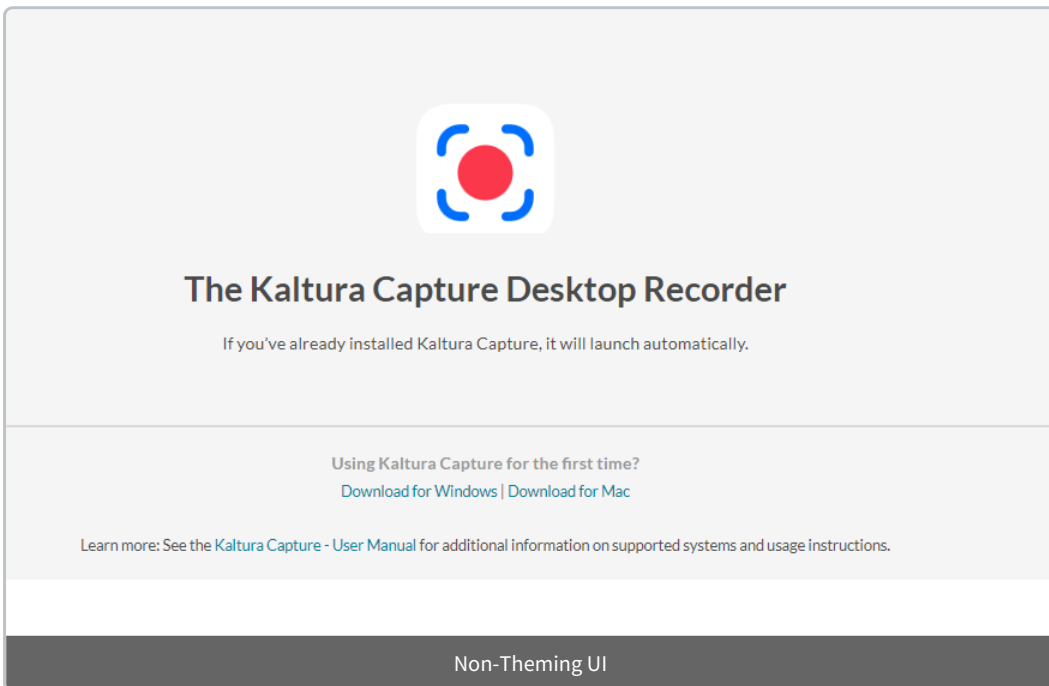 The Kaltura Capture Desktop Recorder
If you've already installed Kaltura Capture, it will launch automatically.
Using Kaltura Capture for the first time?
Download for Windows | Download for Mac
Learn more: See the Kaltura Capture - User Manual for additional information on supported systems and usage instructions.
Non-Theming UI